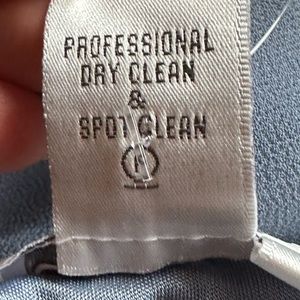 PROFESSIONAL
DRY CLEAN
&
SPOT CLEAN